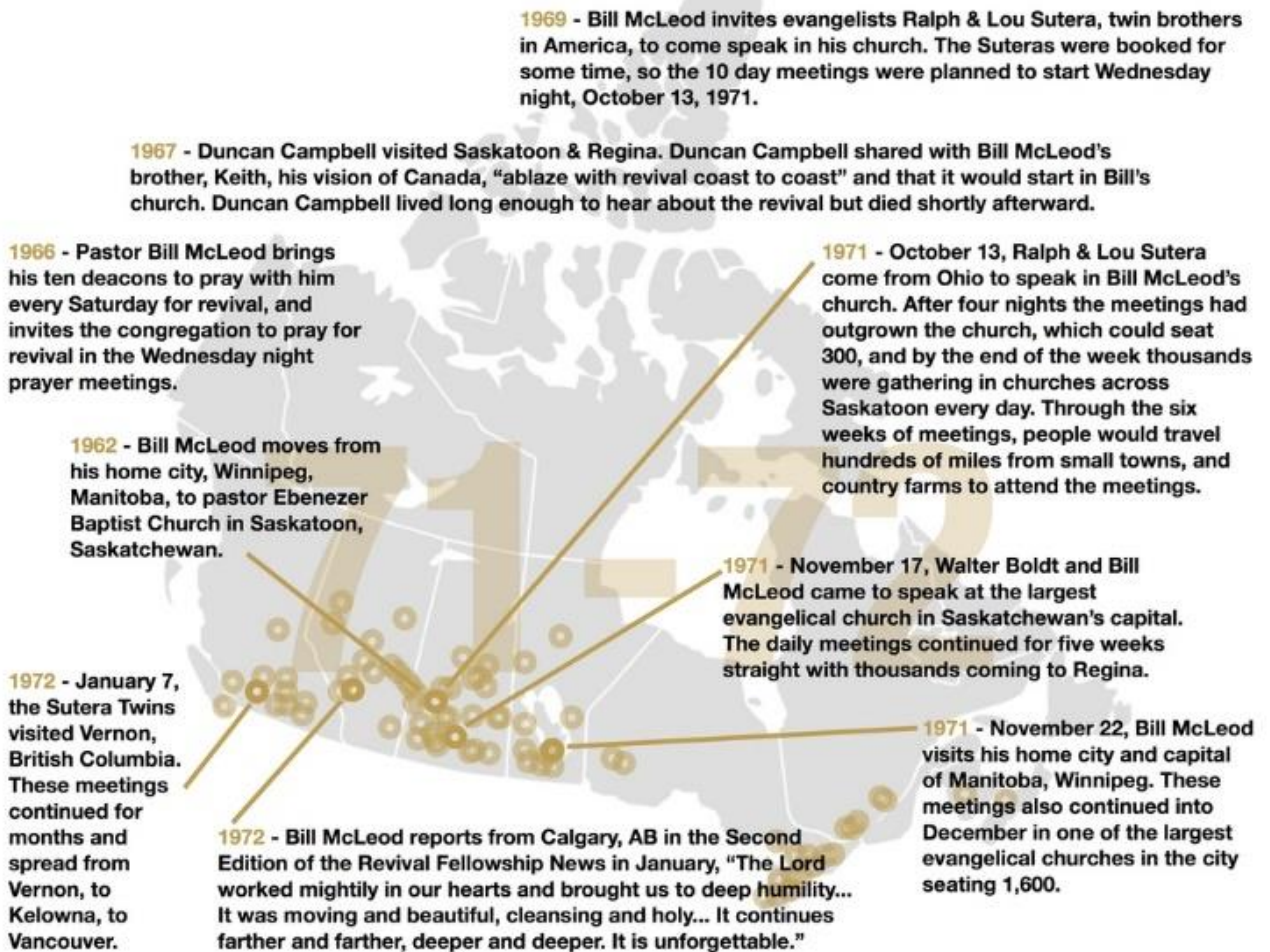 1969 - Bill McLeod invites evangelists Ralph & Lou Sutera, twin brothers
in America, to come speak in his church. The Suteras were booked for
some time, so the 10 day meetings were planned to start Wednesday
night, October 13, 1971.
1967 - Duncan Campbell visited Saskatoon & Regina. Duncan Campbell shared with Bill McLeod's
brother, Keith, his vision of Canada, "ablaze with revival coast to coast" and that it would start in Bill's
church. Duncan Campbell lived long enough to hear about the revival but died shortly afterward.
1966 - Pastor Bill McLeod brings
his ten deacons to pray with him
every Saturday for revival, and
invites the congregation to pray for
revival in the Wednesday night
prayer meetings.
1971 - October 13, Ralph & Lou Sutera
come from Ohio to speak in Bill McLeod's
church. After four nights the meetings had
outgrown the church, which could seat
300, and by the end of the week thousands
were gathering in churches across
Saskatoon every day. Through the six
weeks of meetings, people would travel
hundreds of miles from small towns, and
country farms to attend the meetings.
1962 - Bill McLeod moves from
his home city, Winnipeg,
Manitoba, to pastor Ebenezer
Baptist Church in Saskatoon,
Saskatchewan.
71-72
1971 - November 17, Walter Boldt and Bill
McLeod came to speak at the largest
evangelical church in Saskatchewan's capital.
The daily meetings continued for five weeks
straight with thousands coming to Regina.
1972 - January 7,
the Sutera Twins
visited Vernon,
British Columbia.
These meetings
continued for
months and
spread from
Vernon, to
Kelowna, to
Vancouver.
1971 - November 22, Bill McLeod
visits his home city and capital
of Manitoba, Winnipeg. These
meetings also continued into
December in one of the largest
evangelical churches in the city
seating 1,600.
1972 - Bill McLeod reports from Calgary, AB in the Second
Edition of the Revival Fellowship News in January, "The Lord
worked mightily in our hearts and brought us to deep humility...
It was moving and beautiful, cleansing and holy... It continues
farther and farther, deeper and deeper. It is unforgettable."